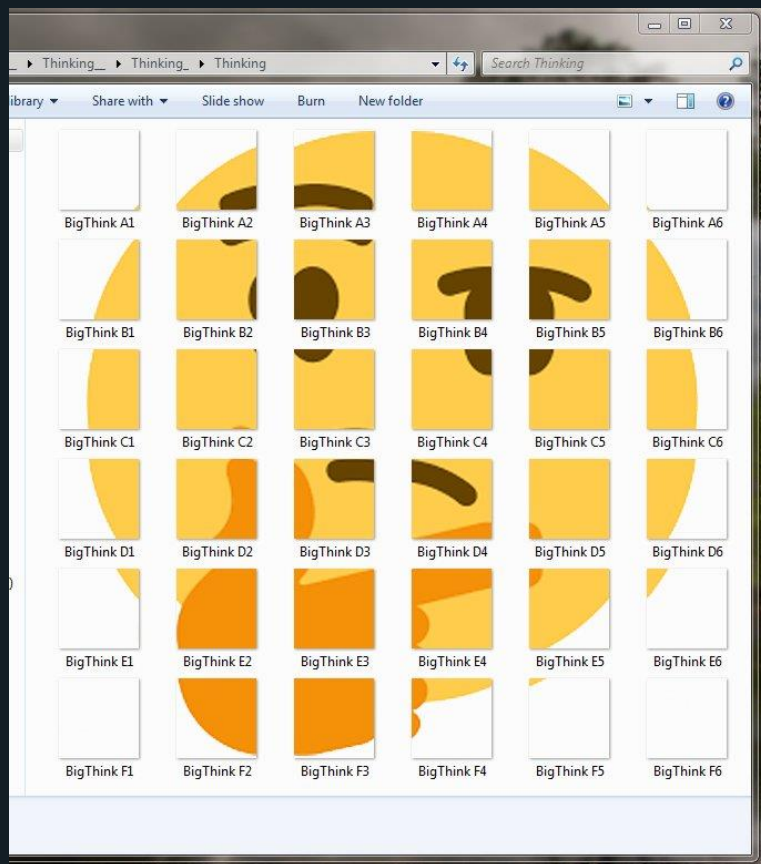 _ Thinking__ Thinking_ Thinking Search Thinking
ibrary Share with Slide show Burn New folder
BigThink A1 BigThink A2 BigThink A3 BigThink A4 BigThink A5 BigThink A6
BigThink B1 BigThink B2 BigThink B3 BigThink B4 BigThink B5 BigThink B6
BigThink C1 BigThink C2 BigThink C3 BigThink C4 BigThink C5 BigThink C6
BigThink D1 BigThink D2 BigThink D3 BigThink D4 BigThink D5 BigThink D6
)
BigThink E1 BigThink E2 BigThink E3 BigThink E4 BigThink E5 BigThink E6
BigThink F1 BigThink F2 BigThink F3 BigThink F4 BigThink F5 BigThink F6